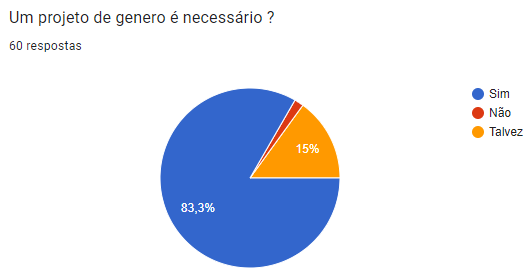 Um projeto de genero é necessário ?
60 respostas
Sim
Não
Talvez
15%
83,3%